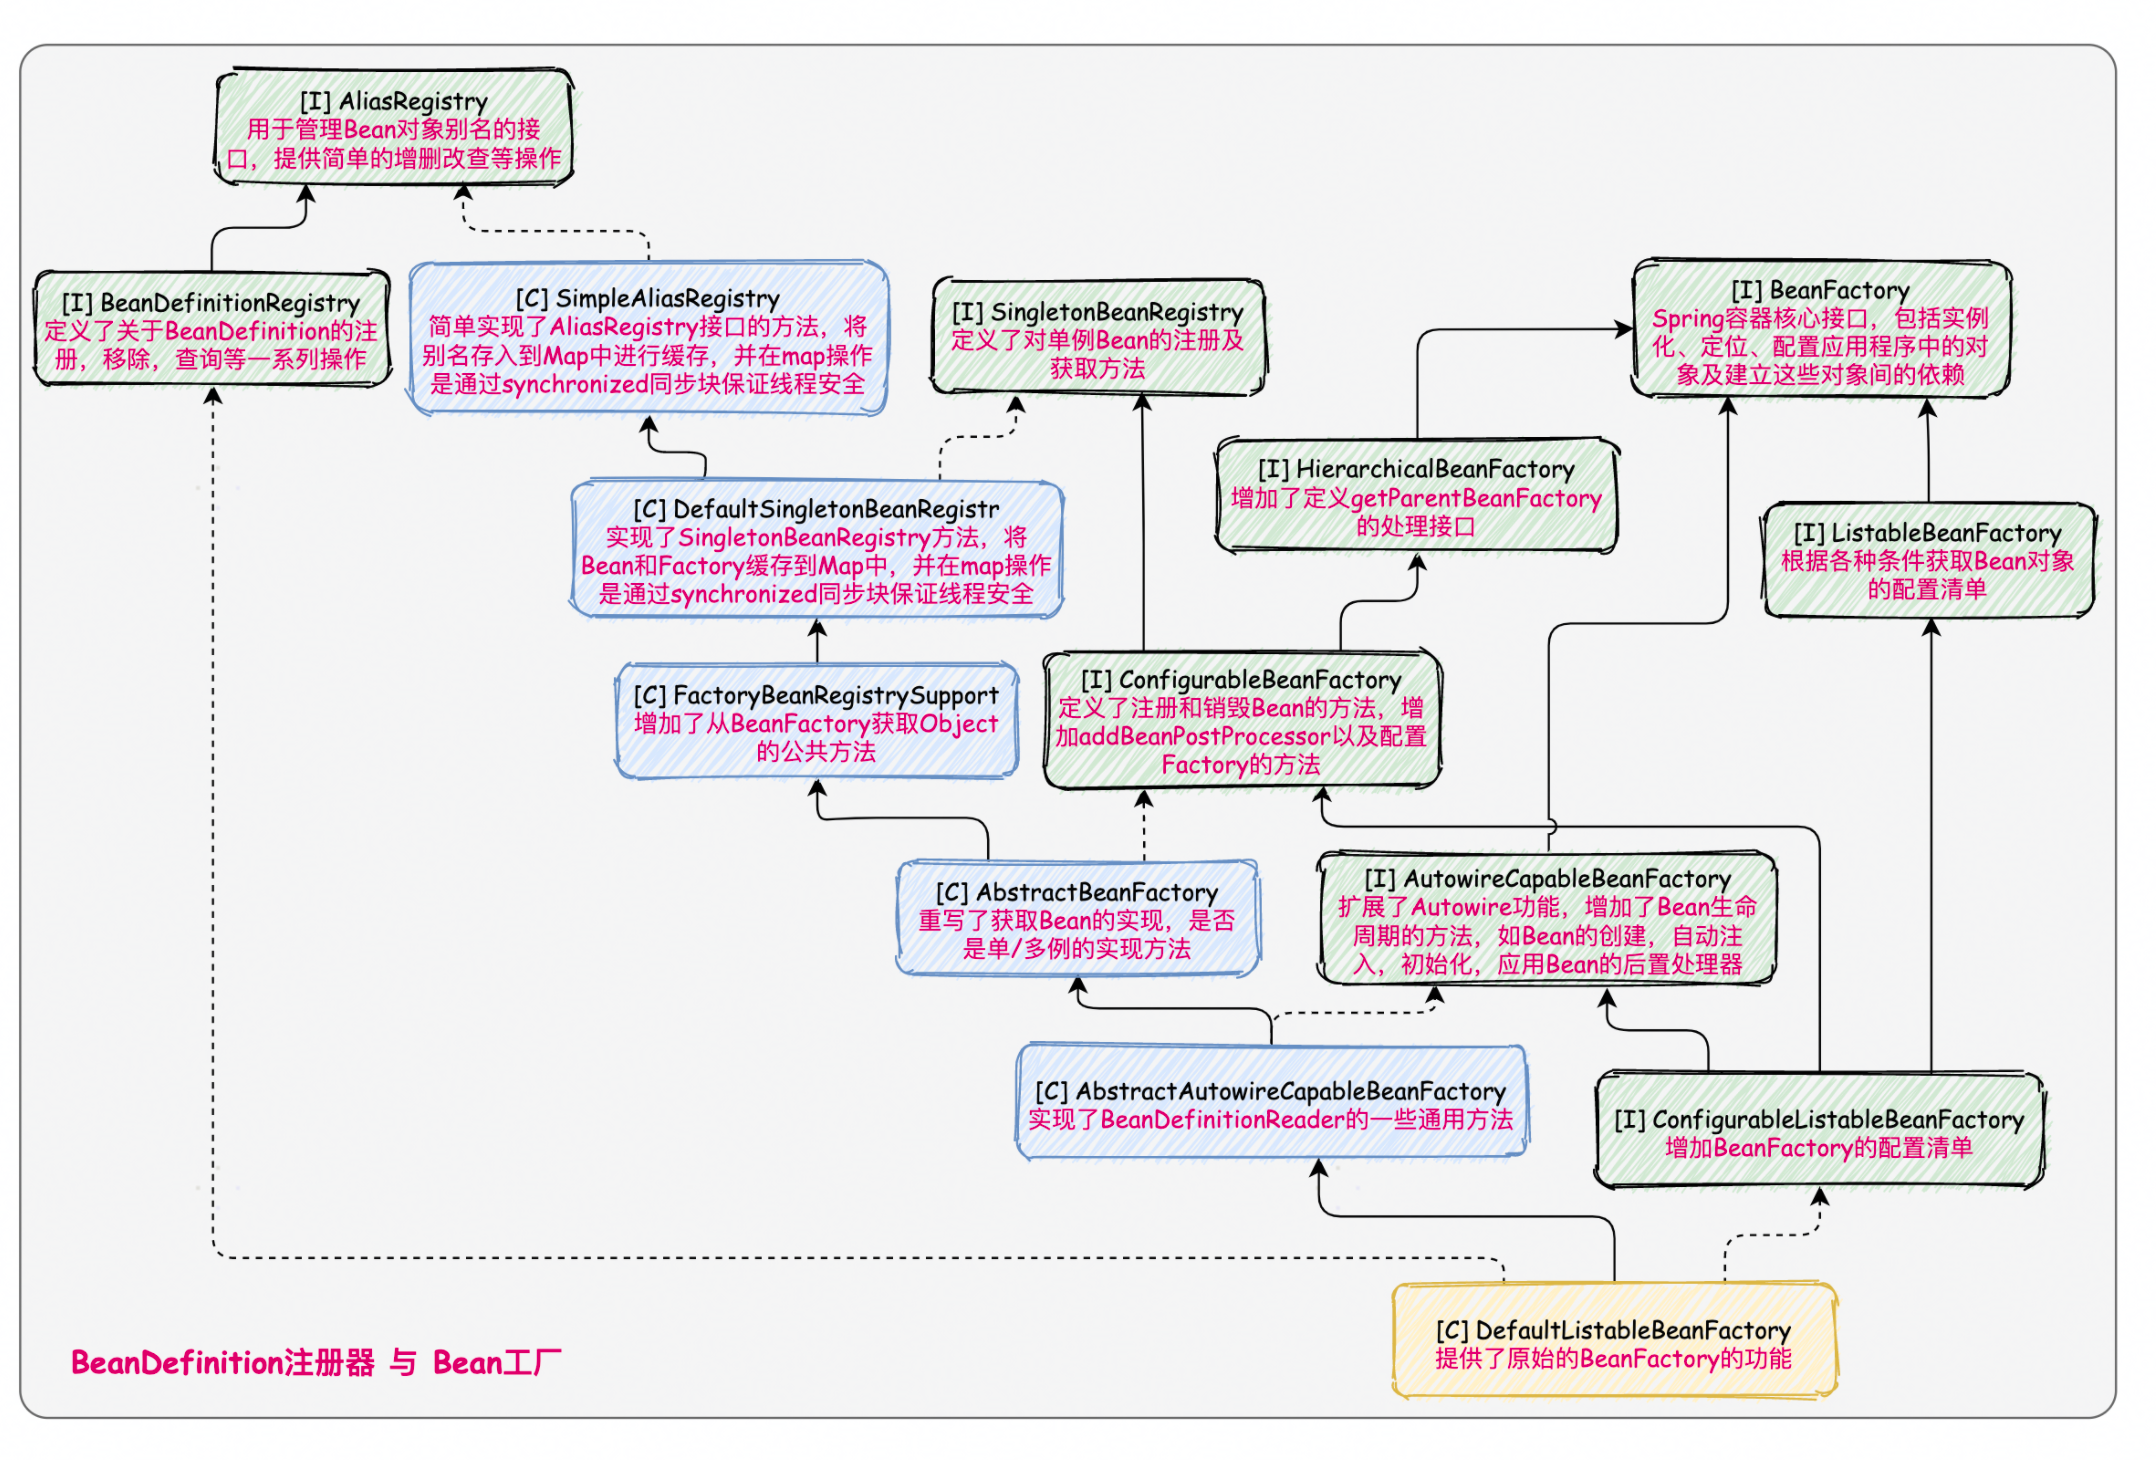 [I] AliasRegistry
用于管理Bean对象别名的接
口，提供简单的增删改查等操作
[I] BeanDefinitionRegistry
定义了关于BeanDefinition的注
册，移除，查询等一系列操作
[C] SimpleAliasRegistry
简单实现了AliasRegistry接口的方法，将
别名存入到Map中进行缓存，并在map操作
是通过synchronized同步块保证线程安全
[I] SingletonBeanRegistry
定义了对单例Bean的注册及
获取方法
[I] BeanFactory
Spring容器核心接口，包括实例
化、定位、配置应用程序中的对
象及建立这些对象间的依赖
[I] HierarchicalBeanFactory
增加了定义getParentBeanFactory
的处理接口
[I] ListableBeanFactory
根据各种条件获取Bean对象
的配置清单
[C] DefaultSingletonBeanRegistr
实现了SingletonBeanRegistry方法，将
Bean和Factory缓存到Map中，并在map操作
是通过synchronized同步块保证线程安全
[C] FactoryBeanRegistrySupport
增加了从BeanFactory获取Object
的公共方法
[I] ConfigurableBeanFactory
定义了注册和销毁Bean的方法，增
加addBeanPostProcessor以及配置
Factory的方法
[C] AbstractBeanFactory
重写了获取Bean的实现，是否
是单/多例的实现方法
[I] AutowireCapableBeanFactory
扩展了Autowire功能，增加了Bean生命
周期的方法，如Bean的创建，自动注
入，初始化，应用Bean的后置处理器
[C] AbstractAutowireCapableBeanFactory
实现了BeanDefinitionReader的一些通用方法
[I] ConfigurableListableBeanFactory
增加BeanFactory的配置清单
[C] DefaultListableBeanFactory
提供了原始的BeanFactory的功能
BeanDefinition注册器 与 Bean工厂